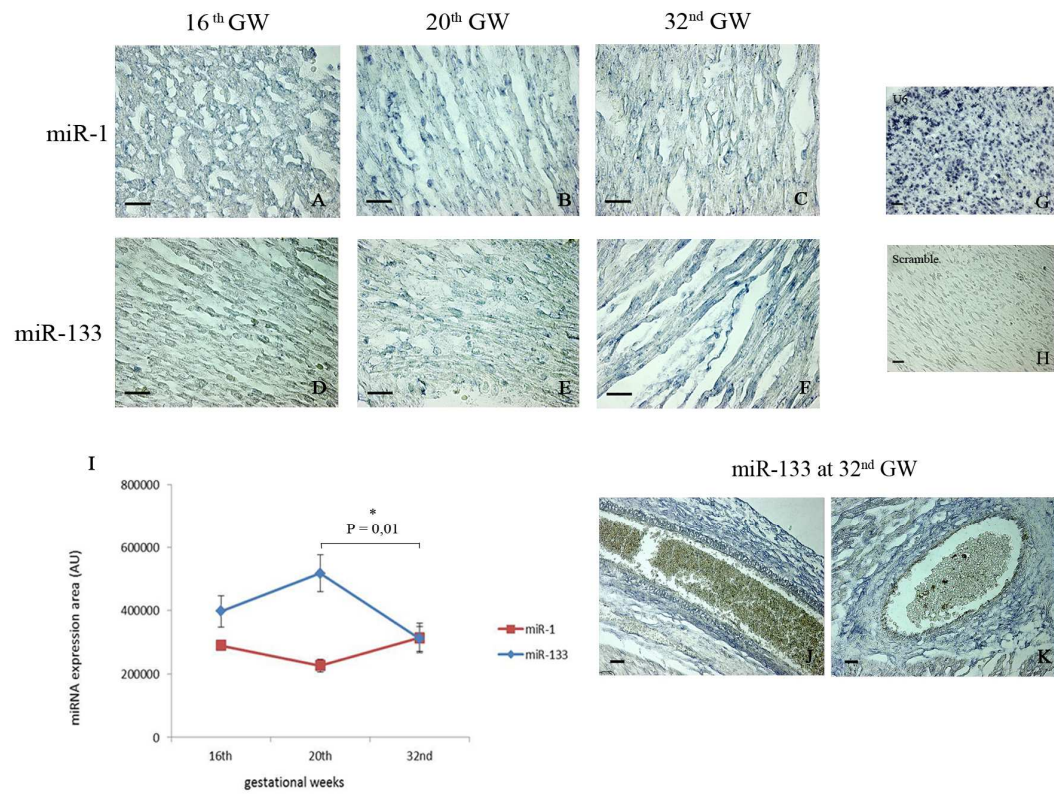 16th GW 20th GW 32nd GW
miR-1
A
B
C
U6
G
miR-133
D
E
F
Scramble
H
I
miR-133 at 32nd GW
800000
600000
400000
200000
0
miRNA expression area (AU)
*
P = 0,01
miR-1
miR-133
16th 20th 32nd
gestational weeks
J
K